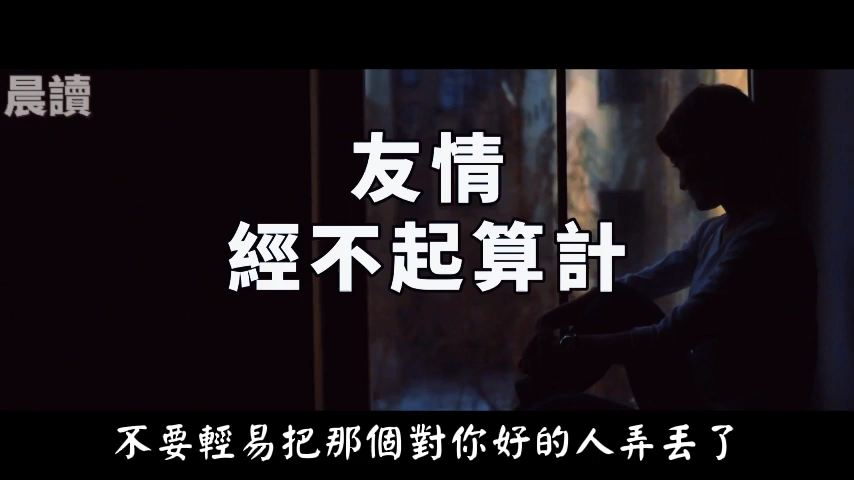 晨讀
友情
經不起算計
不要輕易把那個對你好的人弄丟了